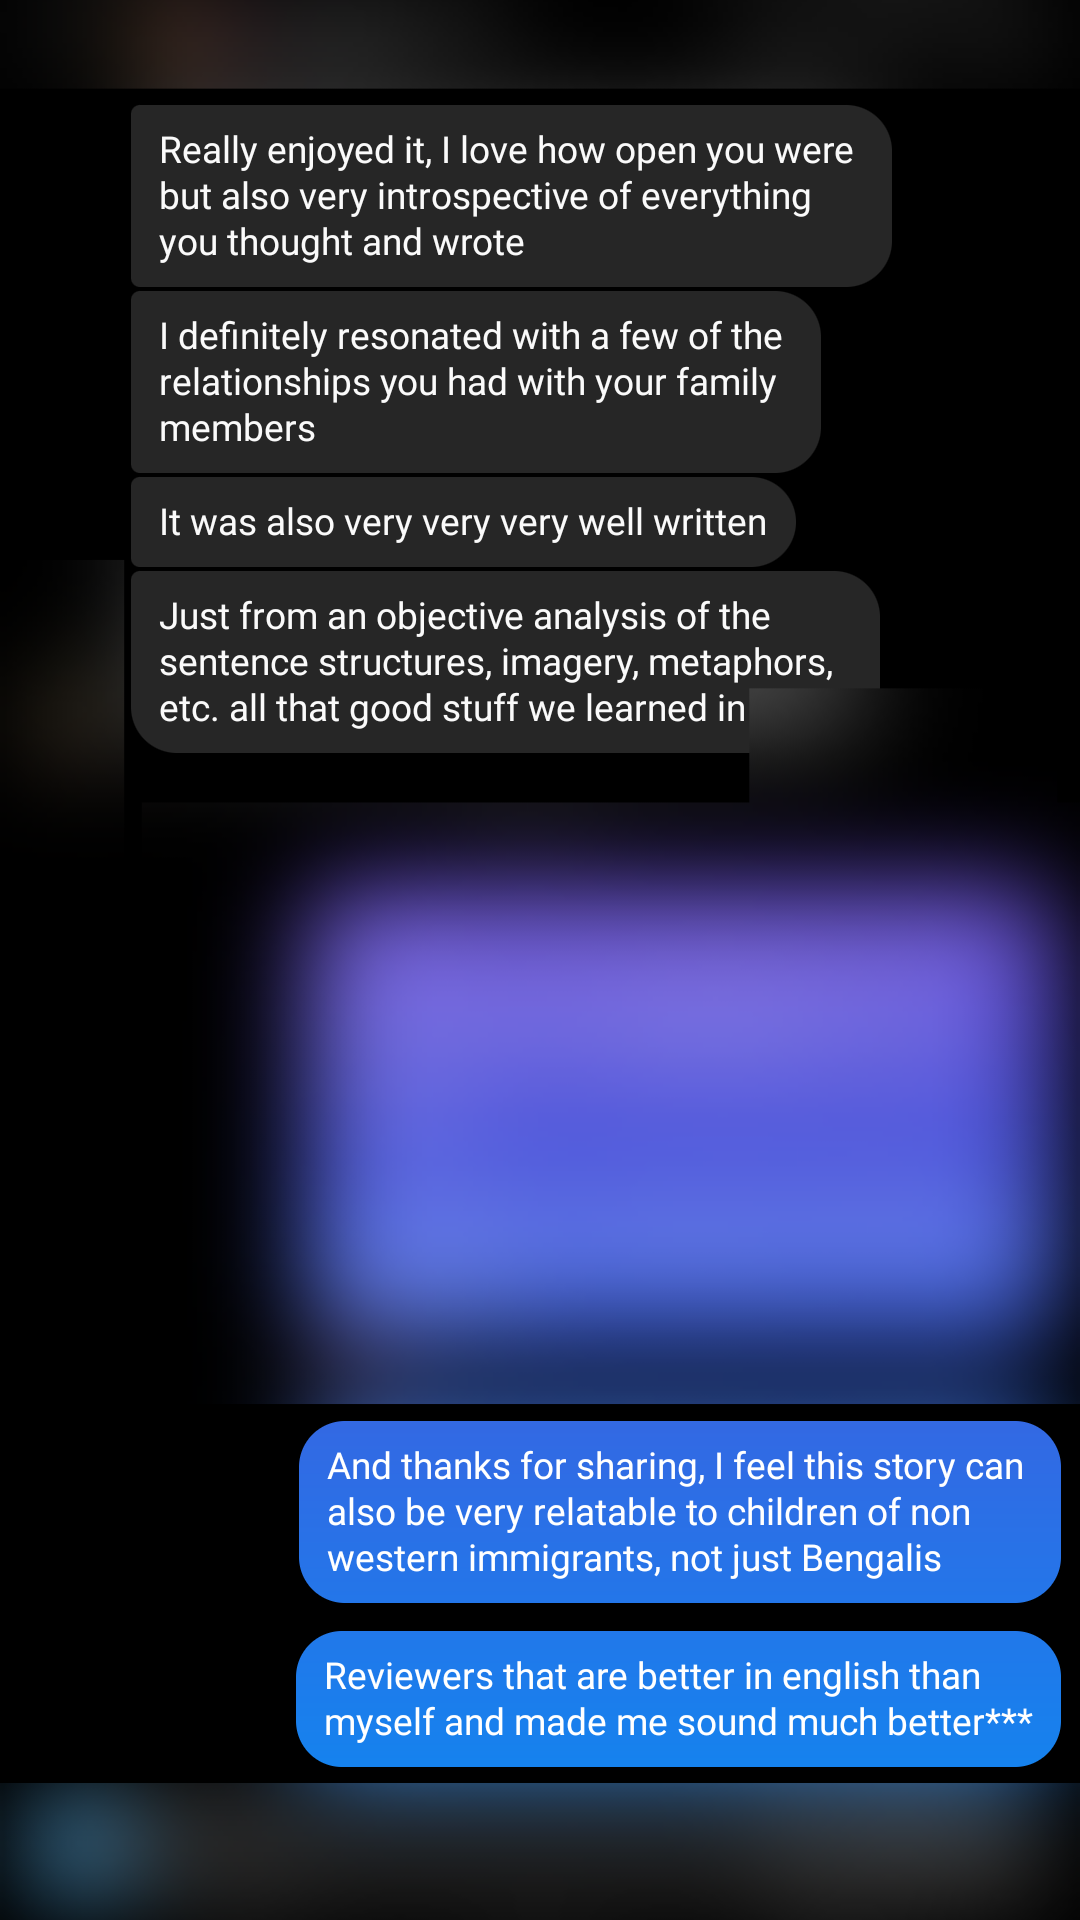 Really enjoyed it, I love how open you were
but also very introspective of everything
you thought and wrote
I definitely resonated with a few of the
relationships you had with your family
members
It was also very very very well written
Just from an objective analysis of the
sentence structures, imagery, metaphors,
etc. all that good stuff we learned in
And thanks for sharing, I feel this story can
also be very relatable to children of non
western immigrants, not just Bengalis
Reviewers that are better in english than
myself and made me sound much better***